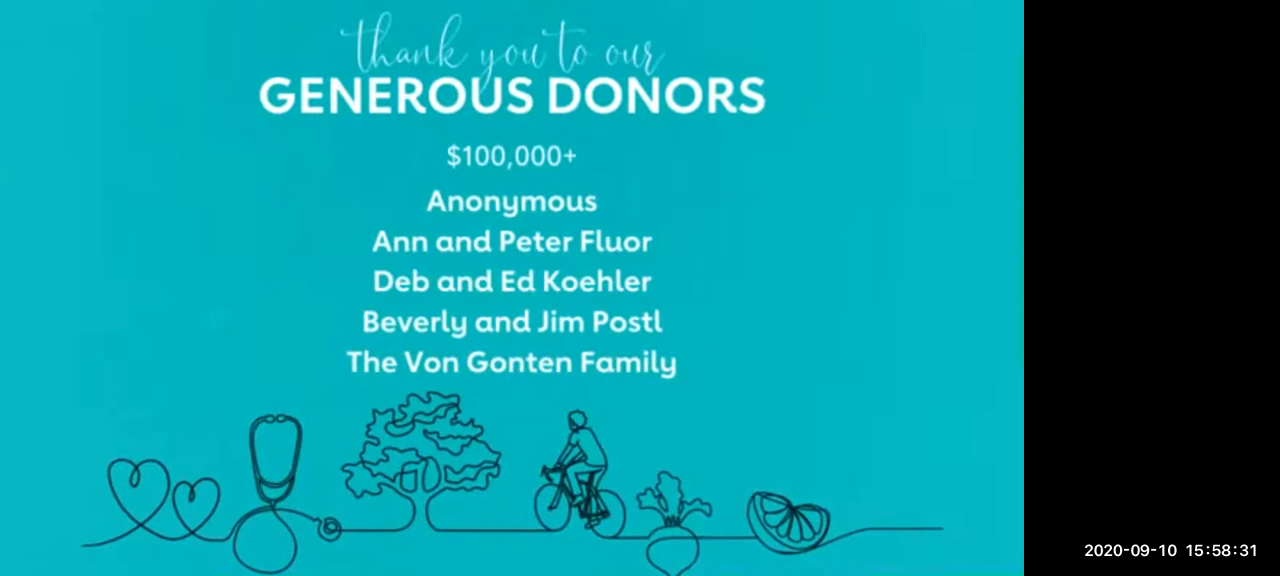 thank you to our
GENEROUS DONORS
$100,000+
Anonymous
Ann and Peter Fluor
Deb and Ed Koehler
Beverly and Jim Postl
The Von Gonten Family
2020-09-10 15:58:31